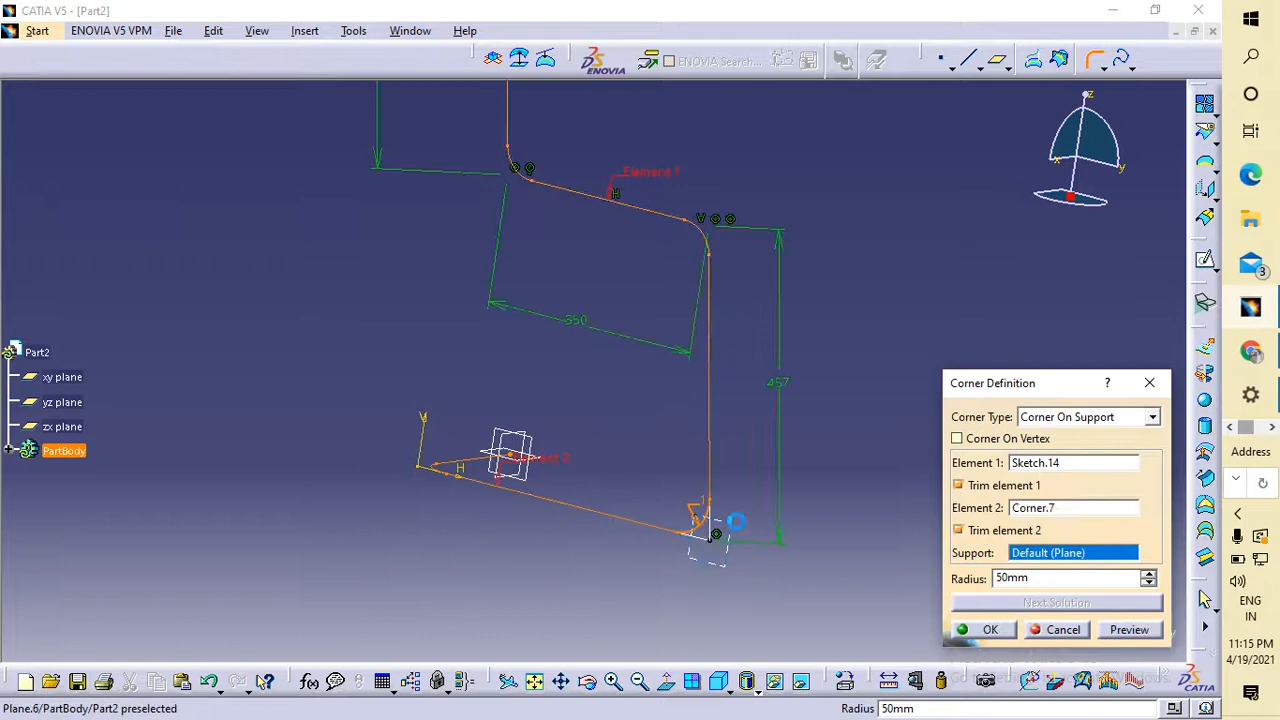 CATIA V5 - [Part2]
Start ENOVIA V5 VPM File Edit View Insert Tools Window Help
ENOVIA ENOVIA Search...
z
x
y
Element 1
H
V
350
457
Part2
xy plane
yz plane
zx plane
PartBody
V
H
1
Corner Definition ?
Corner Type: Corner On Support
Corner On Vertex
Element 1: Sketch.14
Trim element 1
Element 2: Corner.7
Trim element 2
Support: Default (Plane)
Radius: 50mm
Next Solution
OK Cancel Preview
3
Address
ENG
IN
11:15 PM
4/19/2021
f(x)
CATIA
Plane.6/PartBody/Part2 preselected
Radius 50mm